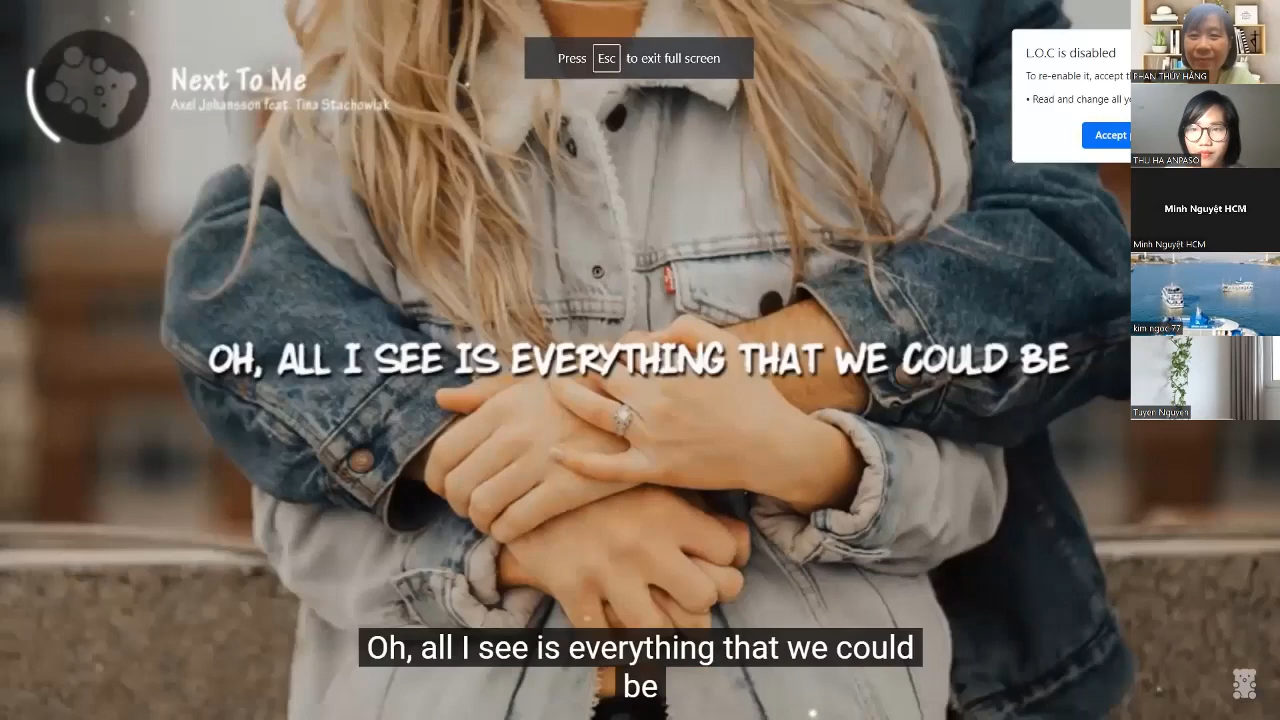 Next To Me
Axel Johansson feat. Tina Stachowiak
Press Esc to exit full screen
L.O.C is disabled
To re-enable it, accept
• Read and change all
Accept
PHAN THÚY HẰNG
THU HA ANPASO
Minh Nguyệt HCM
Minh Nguyệt HCM
kim ngoc 77
Tuyen Nguyen
OH, ALL I SEE IS EVERYTHING THAT WE COULD BE
Oh, all I see is everything that we could
be